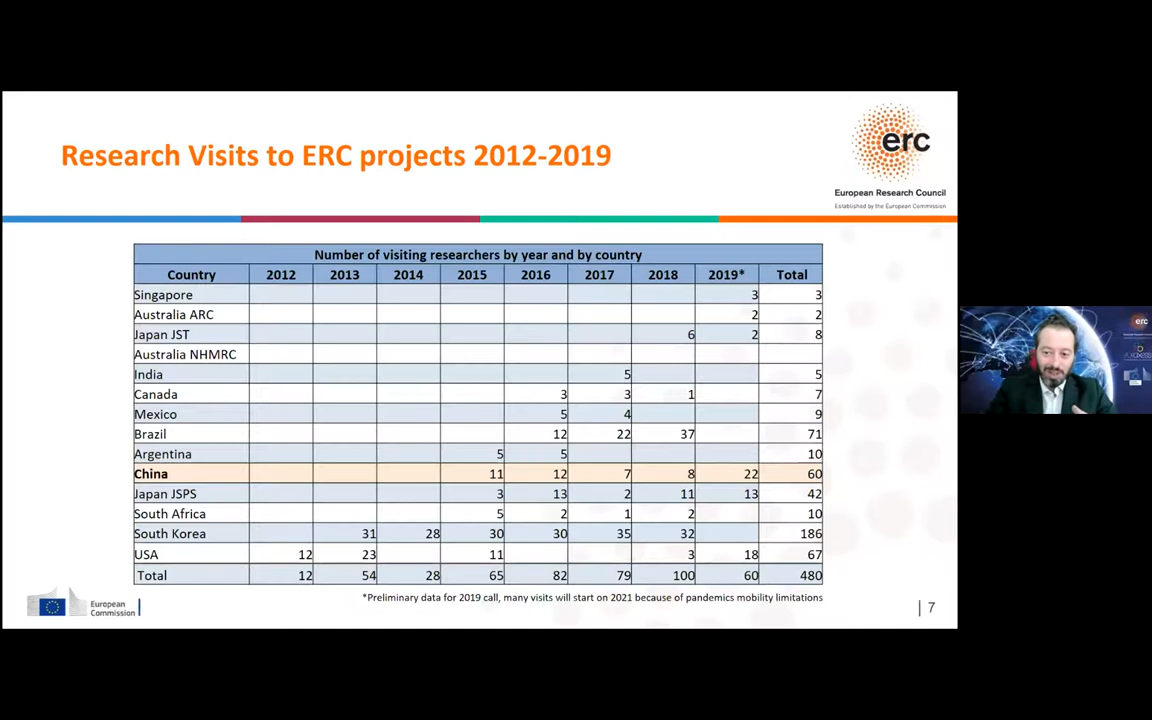 Research Visits to ERC projects 2012-2019
erc
European Research Council
Established by the European Commission
Number of visiting researchers by year and by country
Country 2012 2013 2014 2015 2016 2017 2018 2019* Total
Singapore 3 3
Australia ARC 2 2
Japan JST 6 2 8
Australia NHMRC
India 5 5
Canada 3 3 1 7
Mexico 5 4 9
Brazil 12 22 37 71
Argentina 5 5 10
China 11 12 7 8 22 60
Japan JSPS 3 13 2 11 13 42
South Africa 5 2 1 2 10
South Korea 31 28 30 30 35 32 186
USA 12 23 11 3 18 67
Total 12 54 28 65 82 79 100 60 480
*Preliminary data for 2019 call, many visits will start on 2021 because of pandemics mobility limitations
European
Commission
| 7
erc